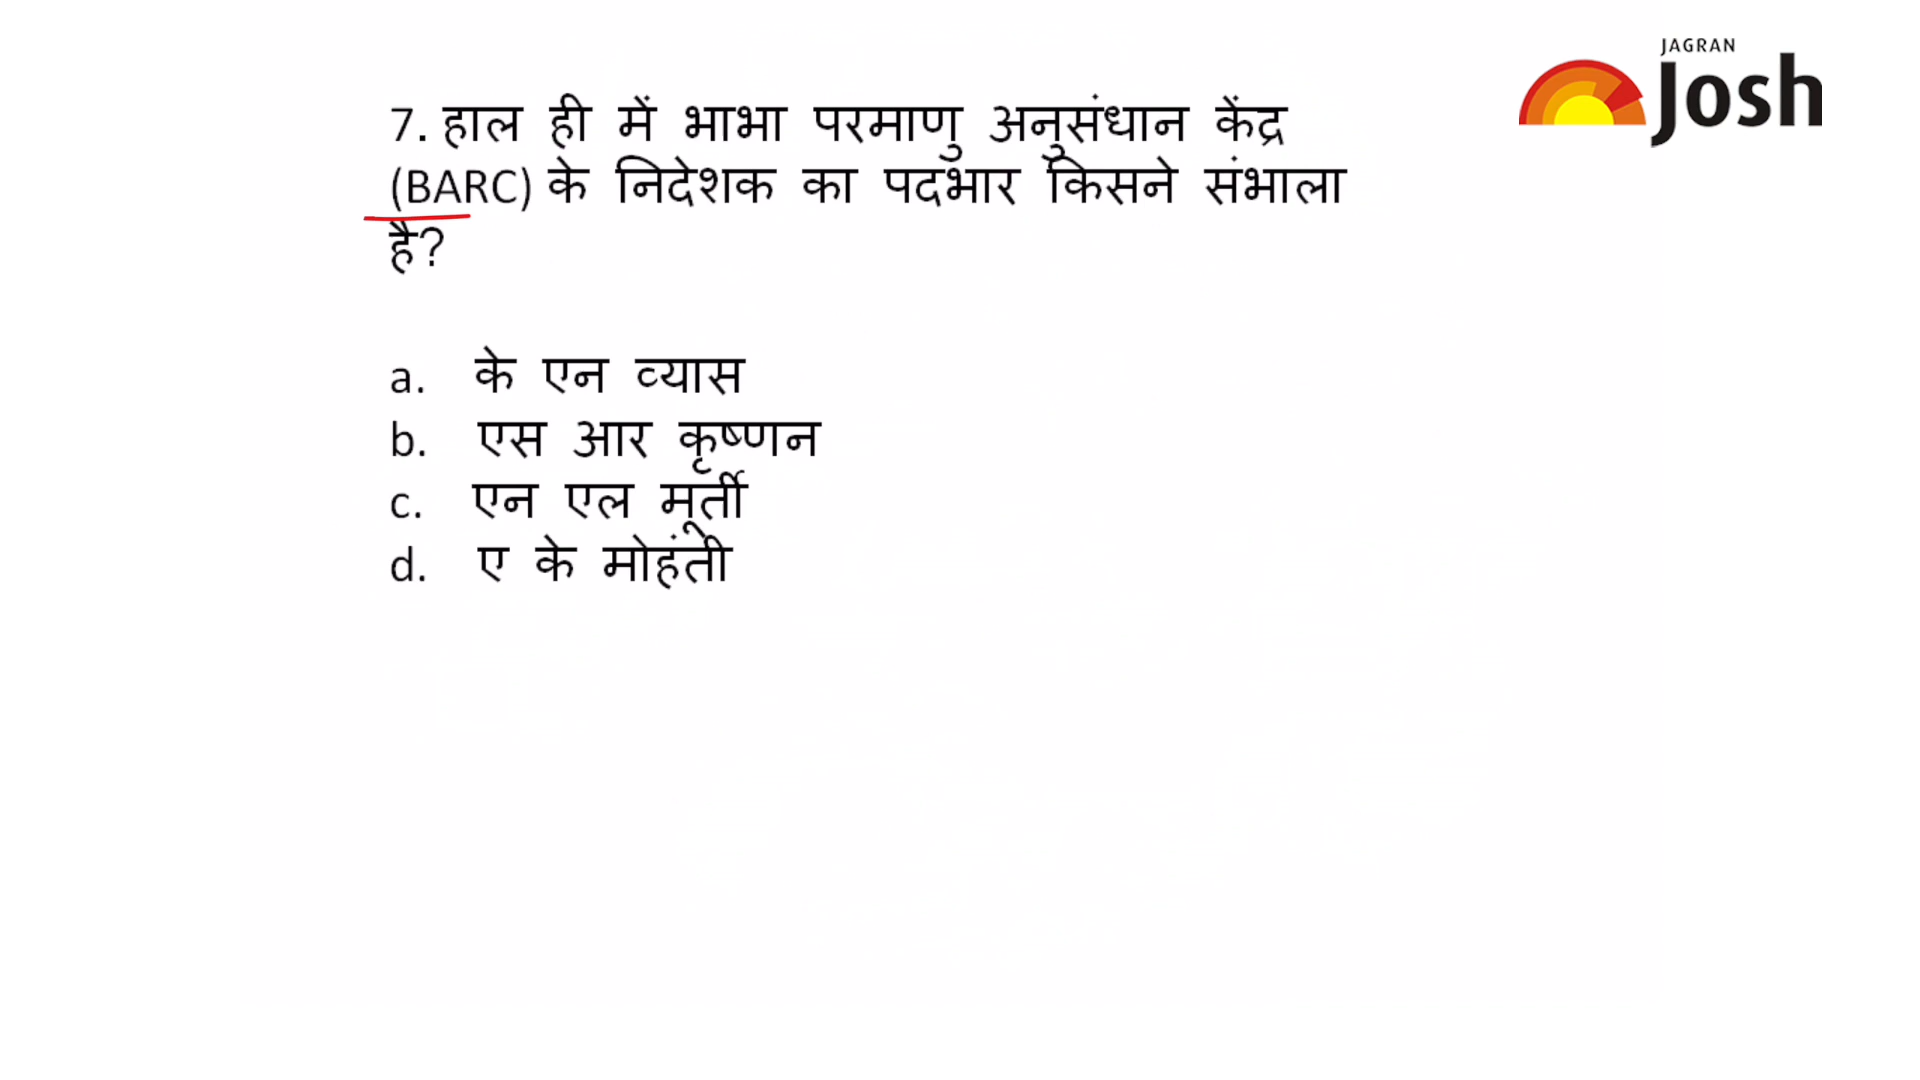 JAGRAN
Josh
7. हाल ही में भाभा परमाणु अनुसंधान केंद्र
(BARC) के निदेशक का पदभार किसने संभाला
है?
a. के एन व्यास
b. एस आर कृष्णन
c. एन एल मूर्ती
d. ए के मोहंती